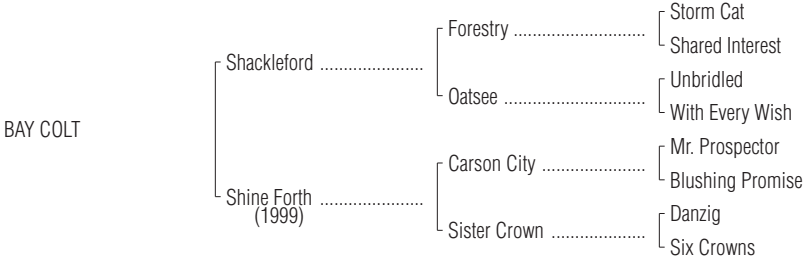 Storm Cat
Forestry ............................
Shared Interest
Shackleford ......................
Unbridled
Oatsee ..............................
With Every Wish
BAY COLT
Mr. Prospector
Carson City ......................
Blushing Promise
Shine Forth ......................
(1999)
Danzig
Sister Crown ....................
Six Crowns